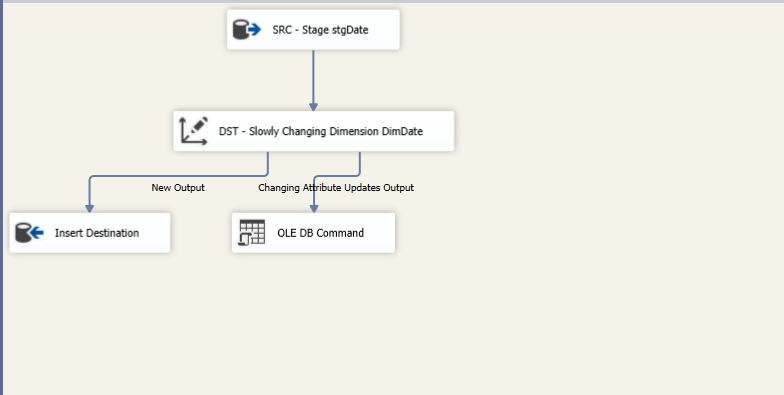 SRC - Stage stgDate
DST - Slowly Changing Dimension DimDate
New Output
Changing Attribute Updates Output
Insert Destination
OLE DB Command